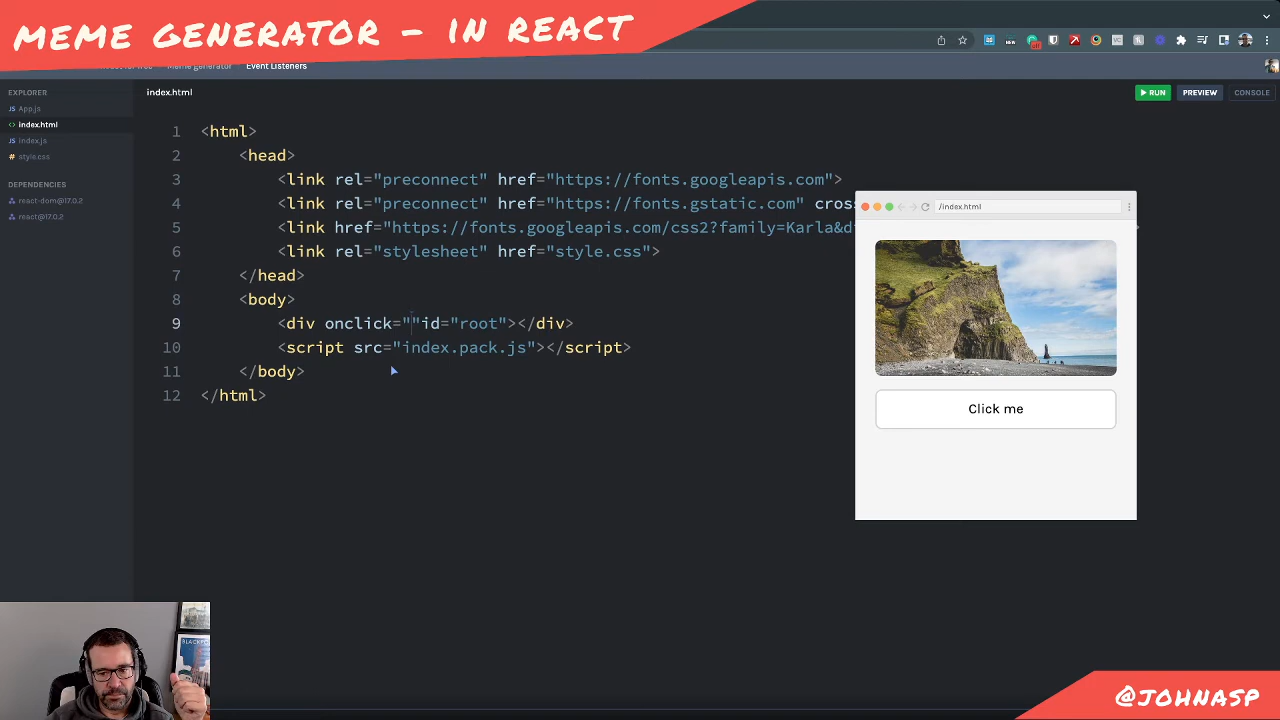 MEME GENERATOR - IN REACT
Meme generator
Event Listeners
EXPLORER
App.js
index.html
index.js
style.css
DEPENDENCIES
react-dom@17.0.2
react@17.0.2
index.html
RUN PREVIEW CONSOLE
1 <html>
2 <head>
3 <link rel="preconnect" href="https://fonts.googleapis.com">
4 <link rel="preconnect" href="https://fonts.gstatic.com" cros
5 <link href="https://fonts.googleapis.com/css2?family=Karla&di
6 <link rel="stylesheet" href="style.css">
7 </head>
8 <body>
9 <div onclick=""id="root"></div>
10 <script src="index.pack.js"></script>
11 </body>
12 </html>
/index.html
Click me
@JOHNASP